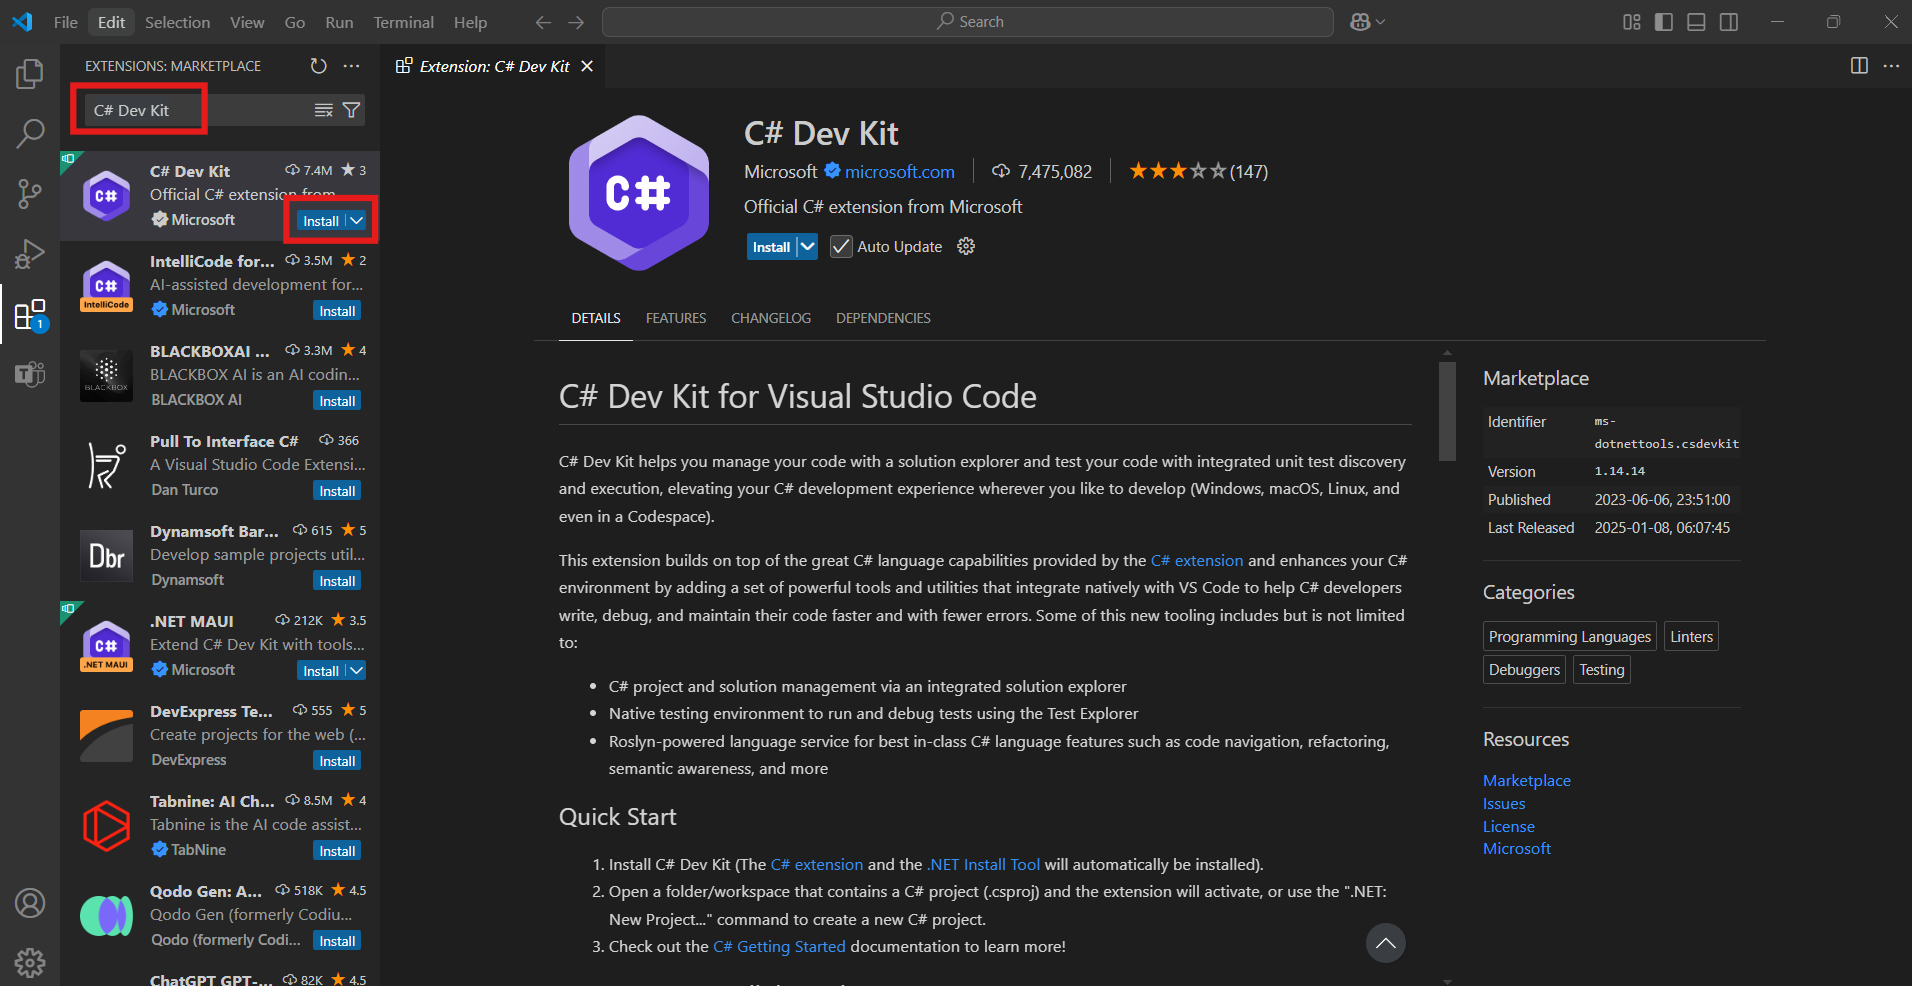 File Edit Selection View Go Run Terminal Help
Search
EXTENSIONS: MARKETPLACE
C# Dev Kit
C# Dev Kit 7.4M 3
Official C# extension from
Microsoft Install
C#
IntelliCode for... 3.5M 2
AI-assisted development for...
Microsoft Install
C#
IntelliCode
BLACKBOXAI ... 3.3M 4
BLACKBOX AI is an AI codin...
BLACKBOX AI Install
BLACKBOX
Pull To Interface C# 366
A Visual Studio Code Extensi...
Dan Turco Install
Dynamsoft Bar... 615 5
Develop sample projects util...
Dynamsoft Install
Dbr
.NET MAUI 212K 3.5
Extend C# Dev Kit with tools...
Microsoft Install
C#
.NET MAUI
DevExpress Te... 555 5
Create projects for the web (...
DevExpress Install
Tabnine: AI Ch... 8.5M 4
Tabnine is the AI code assist...
TabNine Install
Qodo Gen: A... 518K 4.5
Qodo Gen (formerly Codiu...
Qodo (formerly Codi... Install
ChatGPT GPT-... 82K 4.5
1
Extension: C# Dev Kit
C#
C# Dev Kit
Microsoft microsoft.com 7,475,082 (147)
Official C# extension from Microsoft
Install Auto Update
DETAILS FEATURES CHANGELOG DEPENDENCIES
C# Dev Kit for Visual Studio Code
C# Dev Kit helps you manage your code with a solution explorer and test your code with integrated unit test discovery
and execution, elevating your C# development experience wherever you like to develop (Windows, macOS, Linux, and
even in a Codespace).
This extension builds on top of the great C# language capabilities provided by the C# extension and enhances your C#
environment by adding a set of powerful tools and utilities that integrate natively with VS Code to help C# developers
write, debug, and maintain their code faster and with fewer errors. Some of this new tooling includes but is not limited
to:
• C# project and solution management via an integrated solution explorer
• Native testing environment to run and debug tests using the Test Explorer
• Roslyn-powered language service for best in-class C# language features such as code navigation, refactoring,
semantic awareness, and more
Quick Start
1. Install C# Dev Kit (The C# extension and the .NET Install Tool will automatically be installed).
2. Open a folder/workspace that contains a C# project (.csproj) and the extension will activate, or use the ".NET:
New Project..." command to create a new C# project.
3. Check out the C# Getting Started documentation to learn more!
Marketplace
Identifier ms-
dotnettools.csdevkit
Version 1.14.14
Published 2023-06-06, 23:51:00
Last Released 2025-01-08, 06:07:45
Categories
Programming Languages Linters
Debuggers Testing
Resources
Marketplace
Issues
License
Microsoft